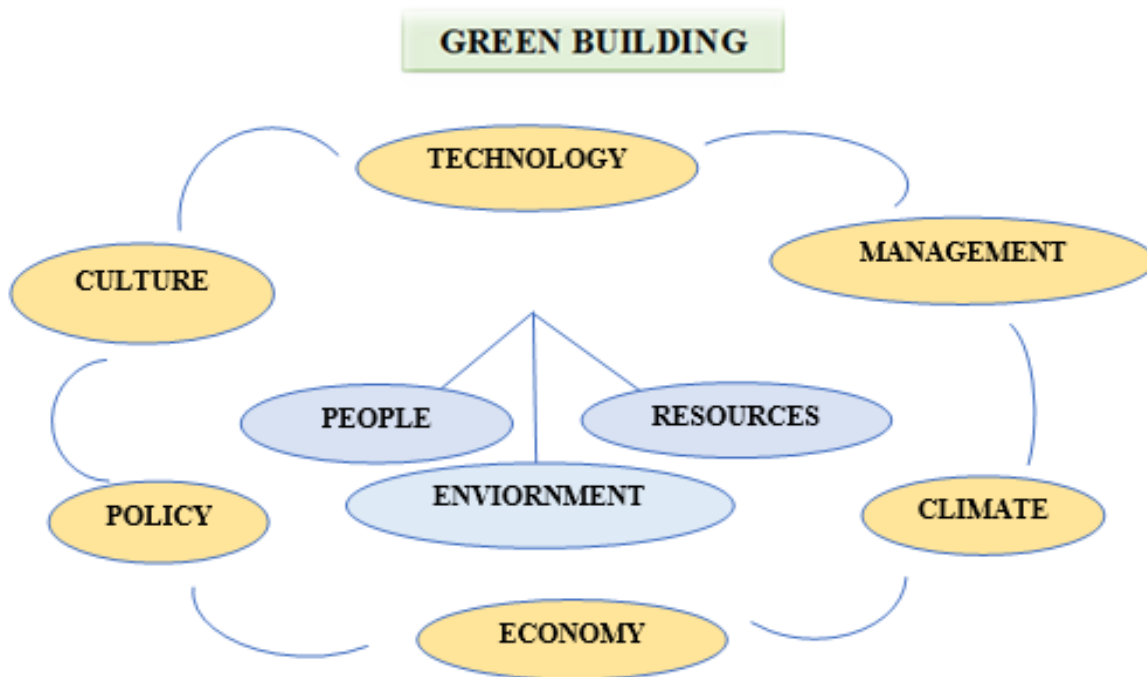 GREEN BUILDING
TECHNOLOGY
MANAGEMENT
CULTURE
PEOPLE
RESOURCES
ENVIORNMENT
POLICY
CLIMATE
ECONOMY